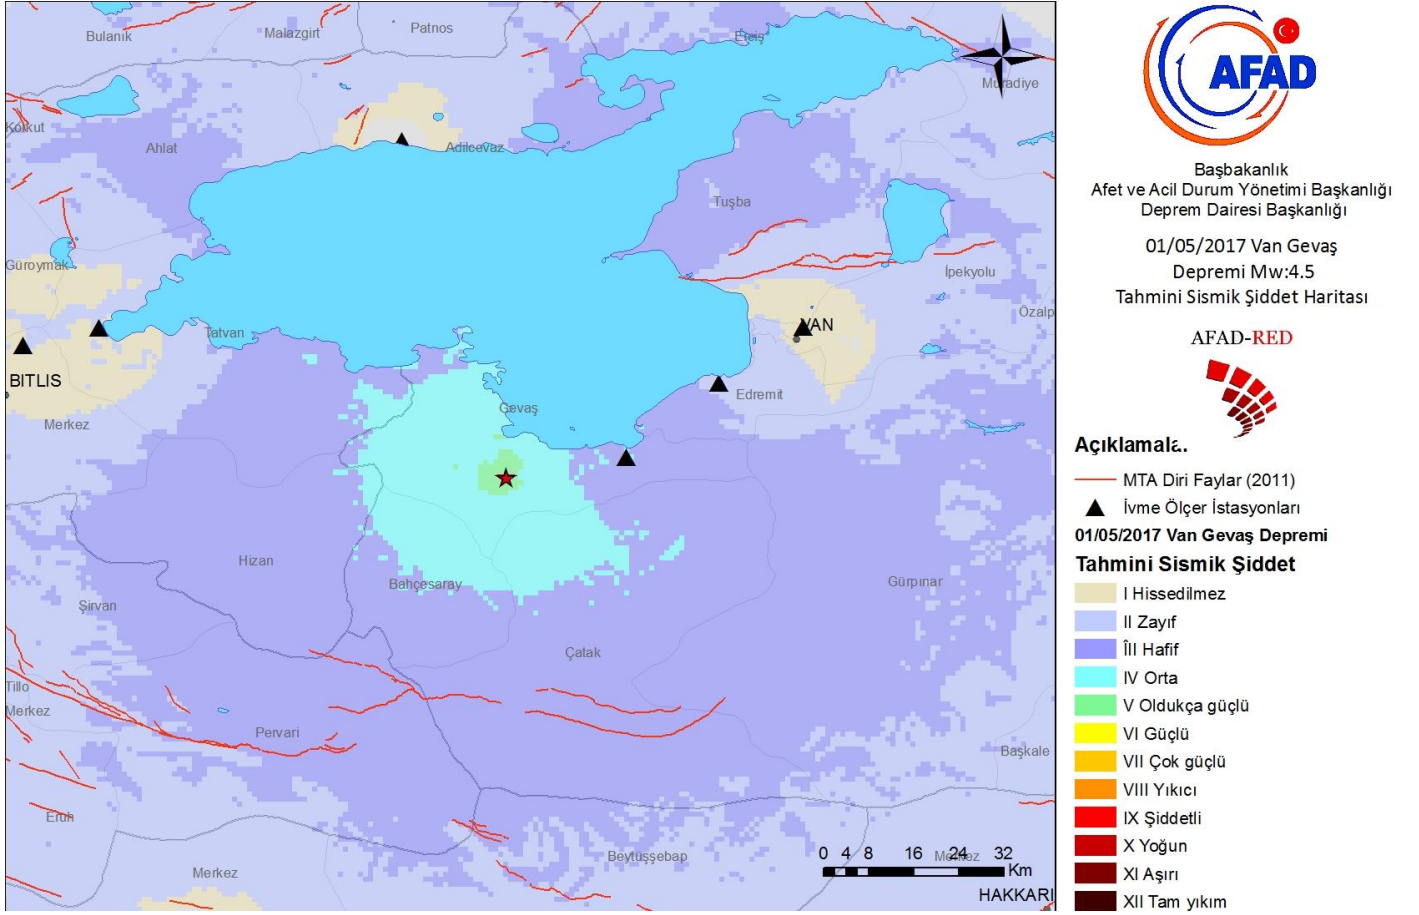 Bulanık
Malazgirt
Patnos
Erciş
Muradiye
Korkut
Ahlat
Adilcevaz
Tuşba
Güroymak
İpekyolu
Özalp
Tatvan
VAN
BITLIS
Edremit
Merkez
Gevaş
Hizan
Bahçesaray
Gürpınar
Şirvan
Çatak
Tillo
Merkez
Pervari
Başkale
Eruh
Beytüşşebap
Merkez
Merkez
0 4 8 16 24 32
Km
HAKKARI
AFAD
Başbakanlık
Afet ve Acil Durum Yönetimi Başkanlığı
Deprem Dairesi Başkanlığı
01/05/2017 Van Gevaş
Depremi Mw:4.5
Tahmini Sismik Şiddet Haritası
AFAD-RED
Açıklamala..
MTA Diri Faylar (2011)
İvme Ölçer İstasyonları
01/05/2017 Van Gevaş Depremi
Tahmini Sismik Şiddet
I Hissedilmez
II Zayıf
ÎII Hafif
IV Orta
V Oldukça güçlü
VI Güçlü
VII Çok güçlü
VIII Yıkıcı
IX Şiddetli
X Yoğun
XI Aşırı
XII Tam yıkım